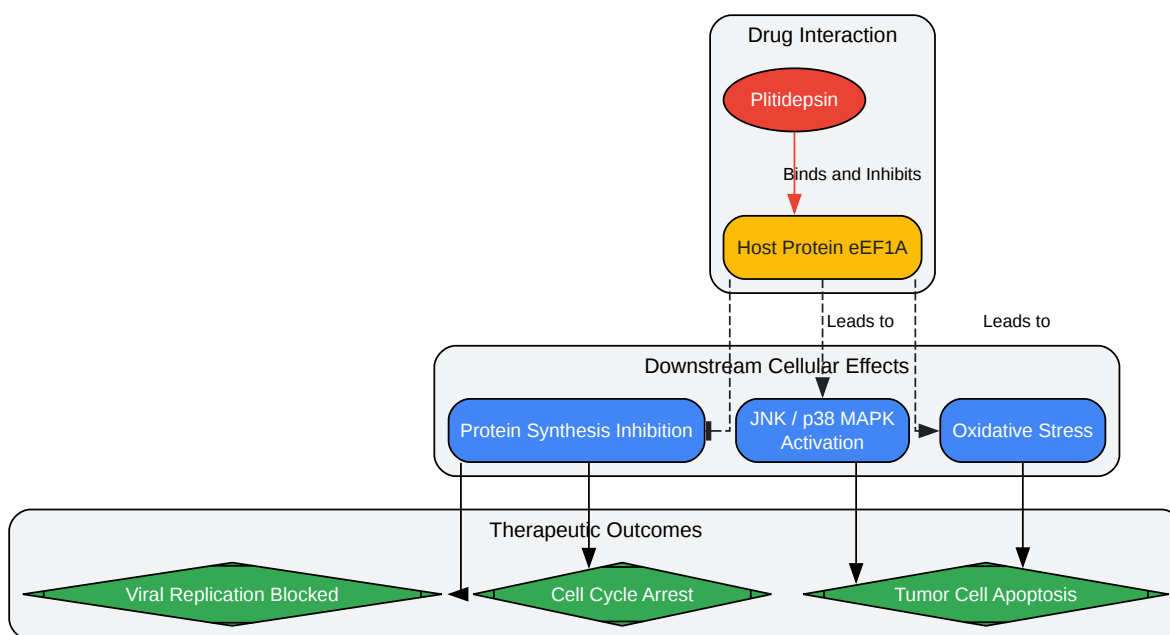 Drug Interaction
Plitidepsin
Binds and Inhibits
Host Protein eEF1A
Leads to
Leads to
Downstream Cellular Effects
Protein Synthesis Inhibition
JNK / p38 MAPK
Activation
Oxidative Stress
Therapeutic Outcomes
Viral Replication Blocked
Cell Cycle Arrest
Tumor Cell Apoptosis